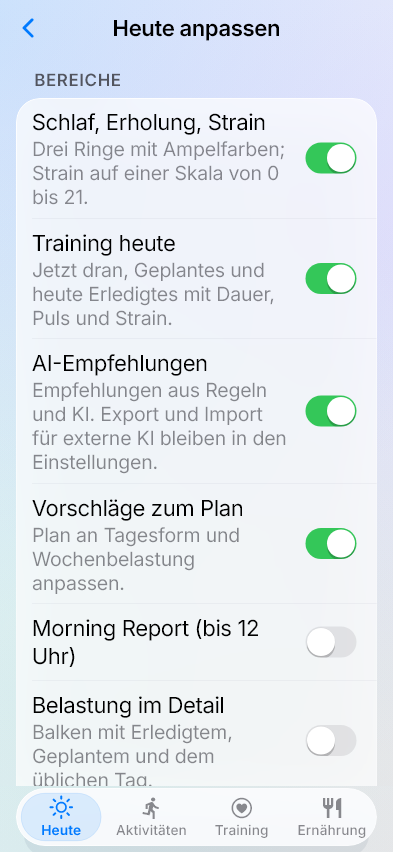 Heute anpassen
BEREICHE
Schlaf, Erholung, Strain
Drei Ringe mit Ampelfarben;
Strain auf einer Skala von 0
bis 21.
Training heute
Jetzt dran, Geplantes und
heute Erledigtes mit Dauer,
Puls und Strain.
AI-Empfehlungen
Empfehlungen aus Regeln
und KI. Export und Import
für externe KI bleiben in den
Einstellungen.
Vorschläge zum Plan
Plan an Tagesform und
Wochenbelastung
anpassen.
Morning Report (bis 12
Uhr)
Belastung im Detail
Balken mit Erledigtem,
Geplantem und dem
üblichen Tag.
Heute
Aktivitäten
Training
Ernährung